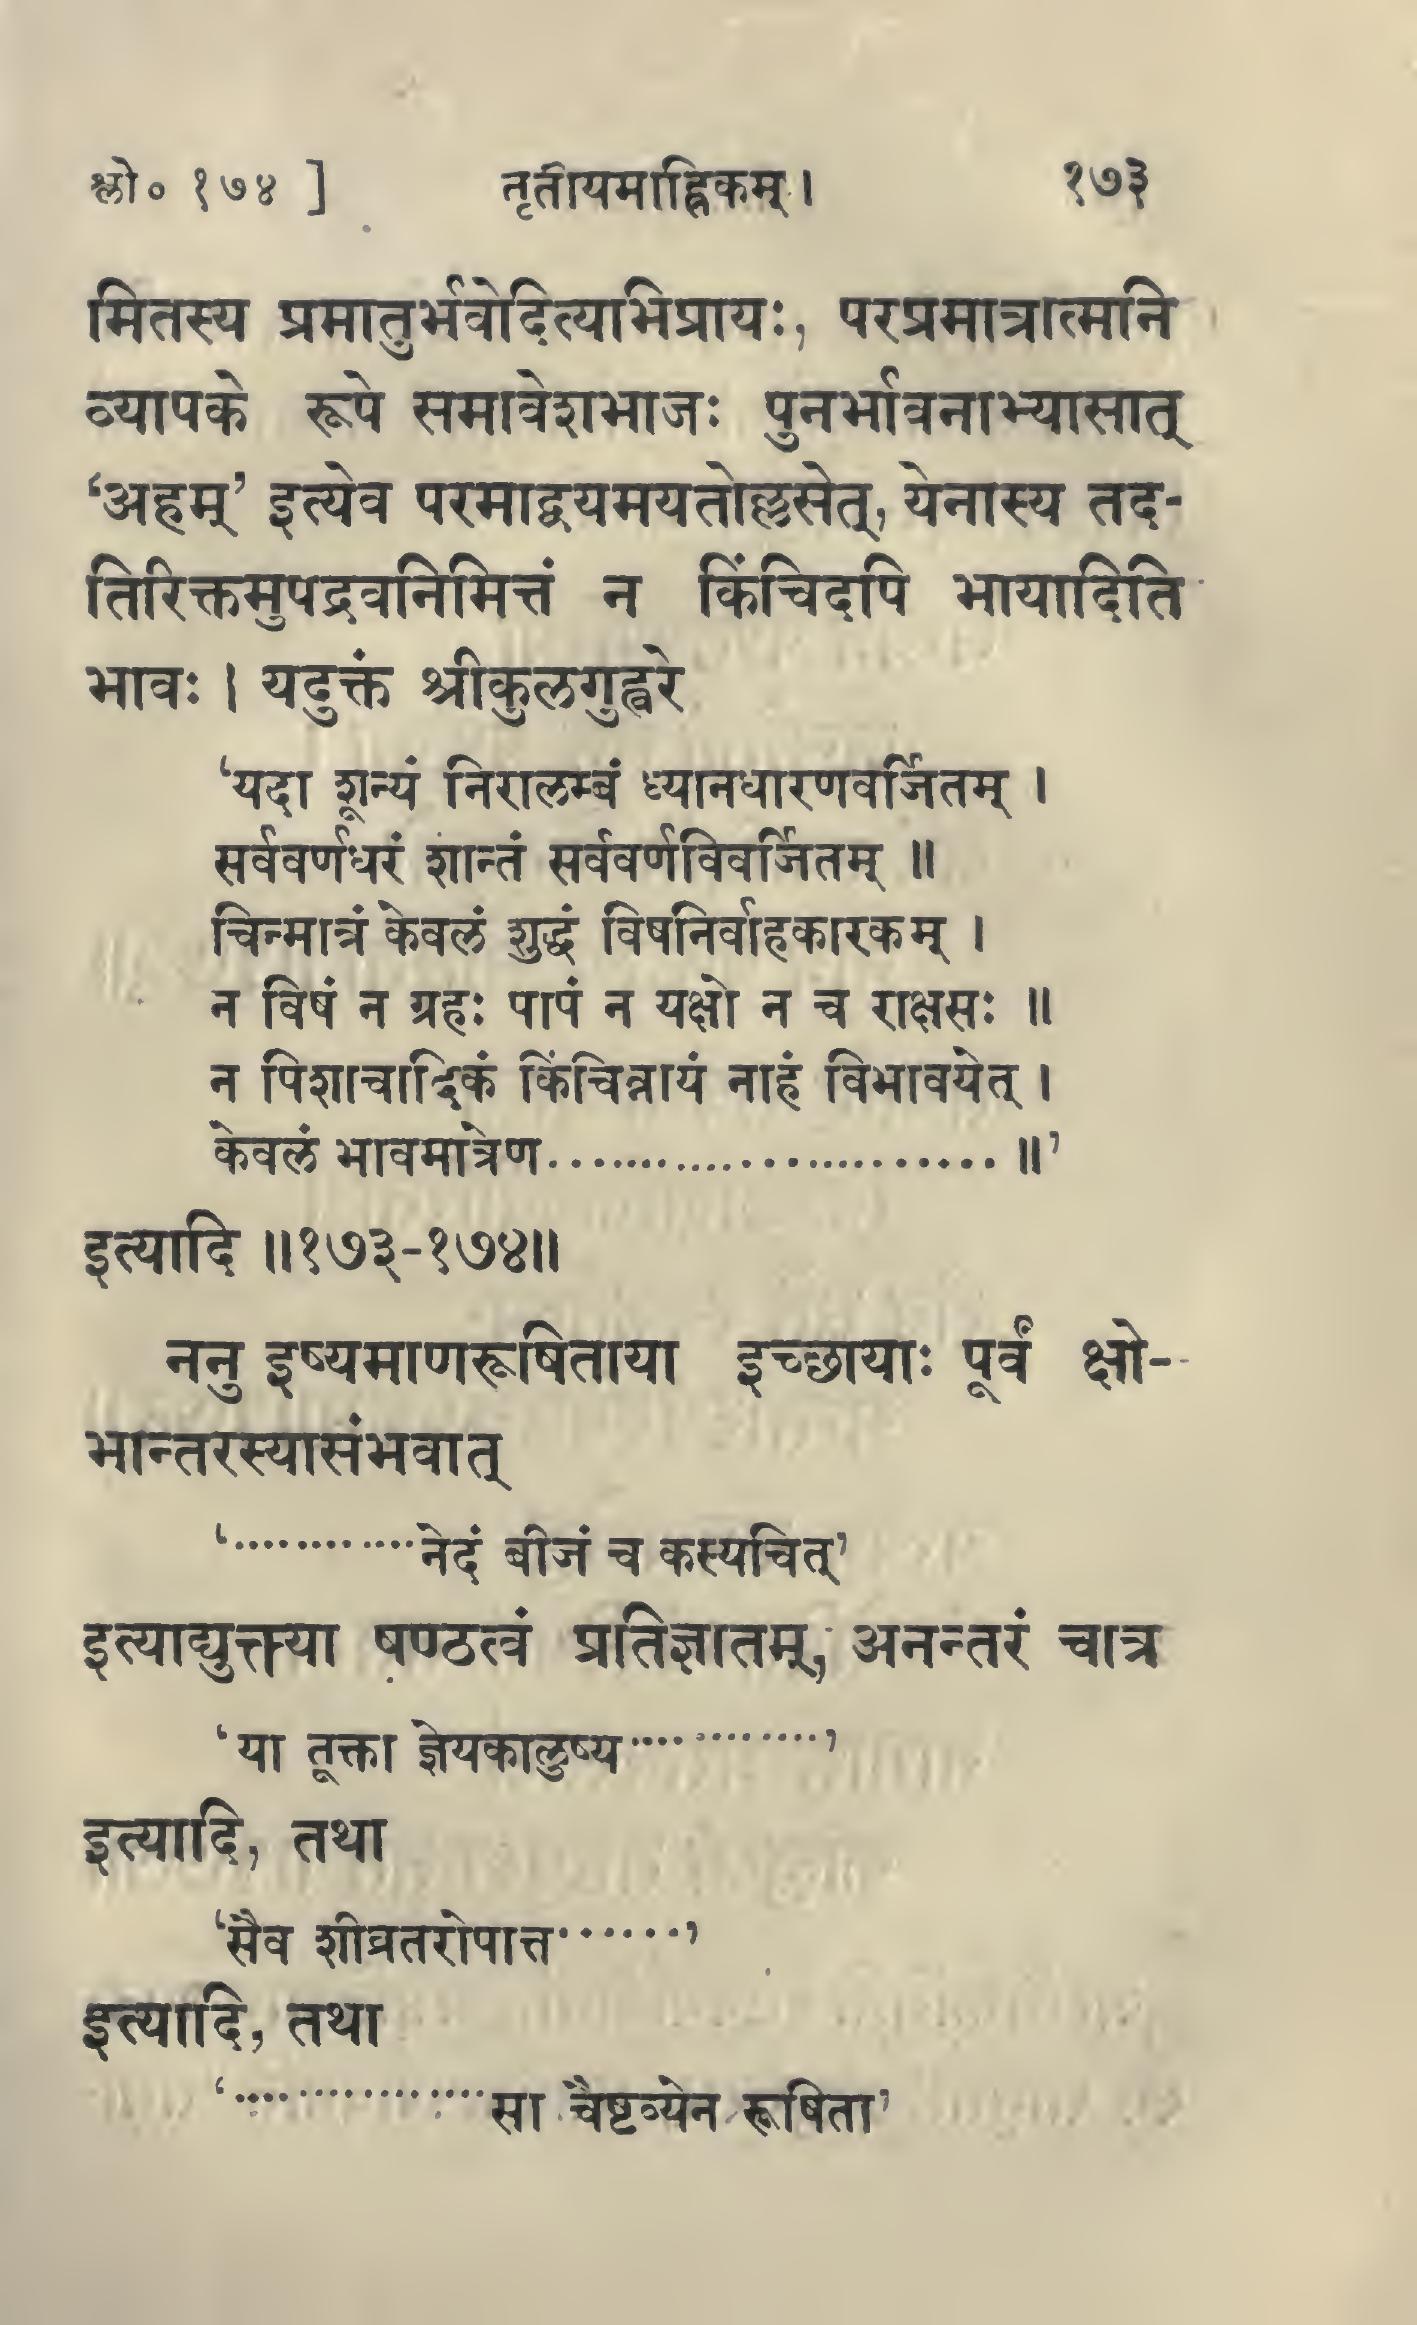 श्लो० १७४ ] तृतीयमाह्निकम् । १७३
मितस्य प्रमातुर्भवेदित्यभिप्रायः, परप्रमात्रात्मनि
व्यापके रूपे समावेशभाजः पुनर्भावनाभ्यासात्
‘अहम्’ इत्येव परमाद्वयमयतोल्लसेत्, येनास्य तद-
तिरिक्तमुपद्रवनिमित्तं न किंचिदपि भायादिति
भावः । यदुक्तं श्रीकुलगुह्वरे
‘यदा शून्यं निरालम्बं ध्यानधारणवर्जितम् ।
सर्ववर्णधरं शान्तं सर्ववर्णविवर्जितम् ॥
चिन्मात्रं केवलं शुद्धं विषनिर्वाहकारकम् ।
न विषं न ग्रहः पापं न यक्षो न च राक्षसः ॥
न पिशाचादिकं किंचिन्नायं नाहं विभावयेत् ।
केवलं भावमात्रेण.............................. ॥’
इत्यादि ॥१७३-१७४॥
ननु इष्यमाणरूषिताया इच्छायाः पूर्वं क्षो-
भान्तरस्यासंभवात्
‘............नेदं बीजं च कस्यचित्’
इत्याद्युक्त्या षण्ठत्वं प्रतिज्ञातम्, अनन्तरं चात्र
‘या तूक्ता ज्ञेयकालुष्य.............’
इत्यादि, तथा
‘सैव शीघ्रतरोपात्त.......’
इत्यादि, तथा
‘................सा चैष्टव्येन रूषिता’